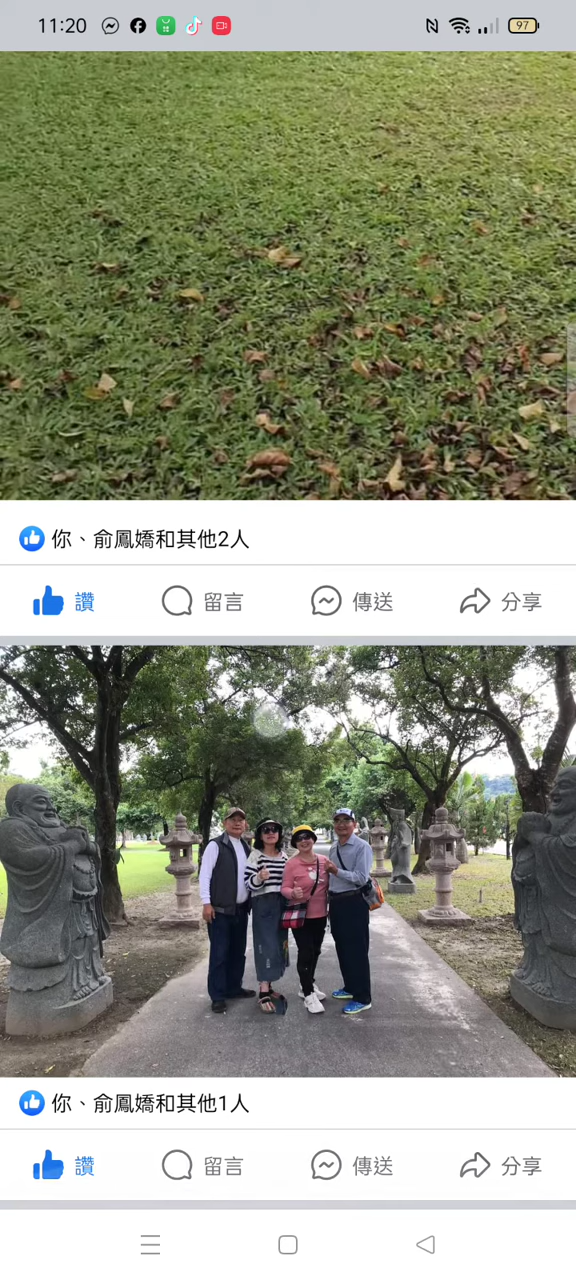 11:20
97
你、俞鳳嬌和其他2人
讚 留言 傳送 分享
你、俞鳳嬌和其他1人
讚 留言 傳送 分享